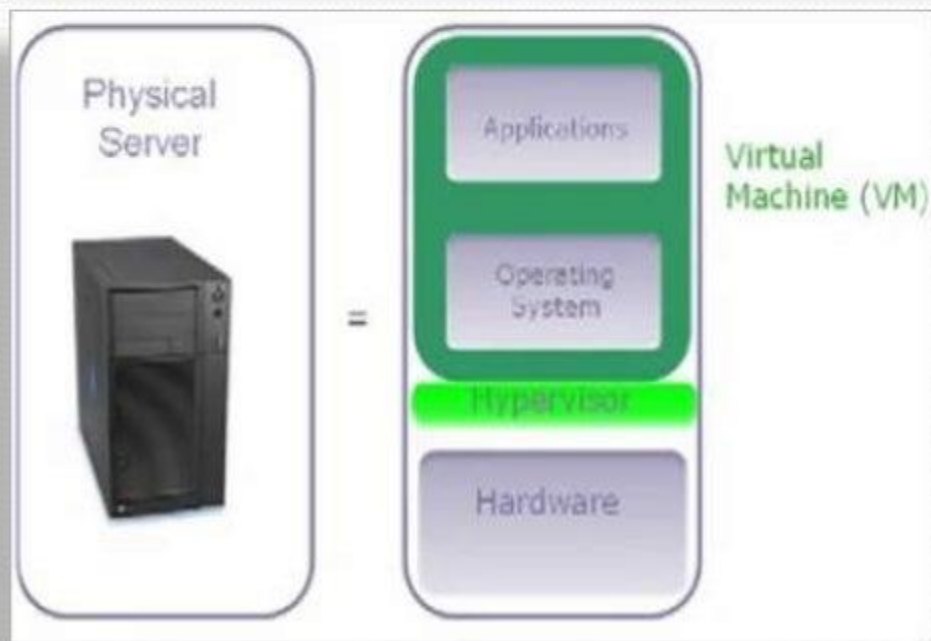 Physical
Server
=
Applications
Operating
System
Hypervisor
Hardware
Virtual
Machine (VM)